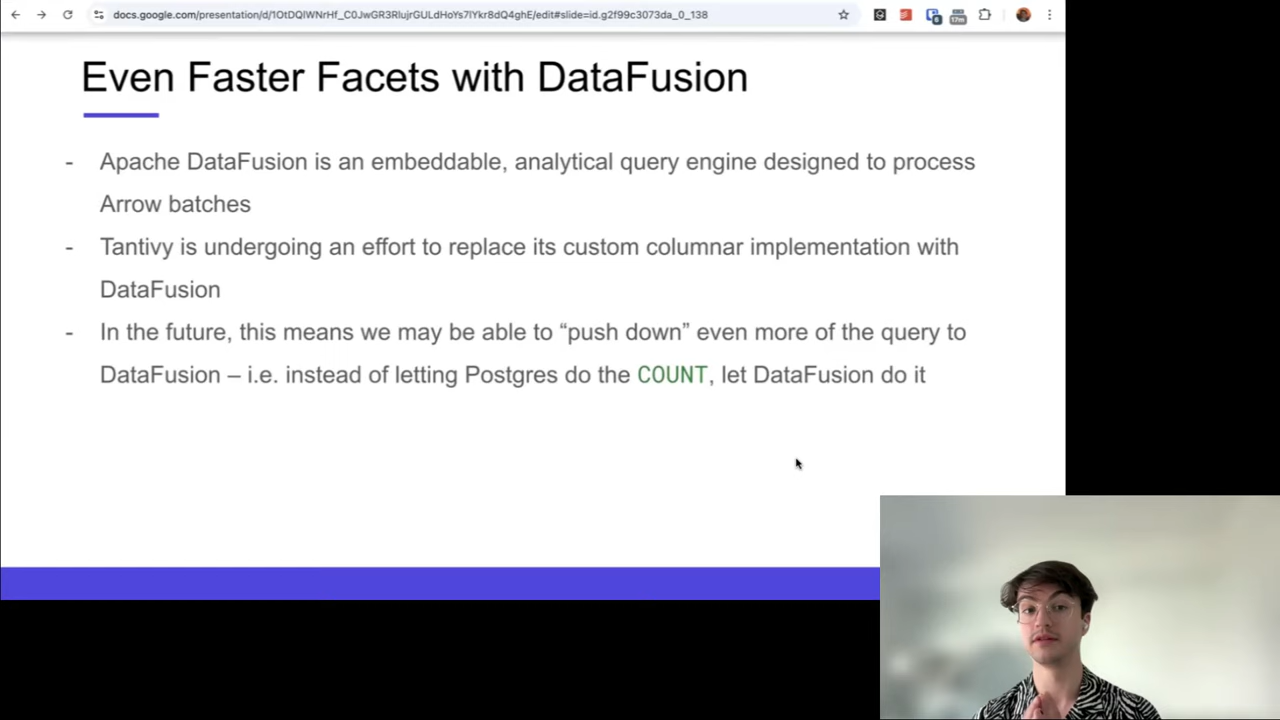 docs.google.com/presentation/d/1OtDQIWNrHf_C0JwGR3RlujrGULdHoYs7lYkr8dQ4ghE/edit#slide=id.g2f99c3073da_0_138
17m
Even Faster Facets with DataFusion
- Apache DataFusion is an embeddable, analytical query engine designed to process
Arrow batches
- Tantivy is undergoing an effort to replace its custom columnar implementation with
DataFusion
- In the future, this means we may be able to “push down” even more of the query to
DataFusion – i.e. instead of letting Postgres do the COUNT, let DataFusion do it